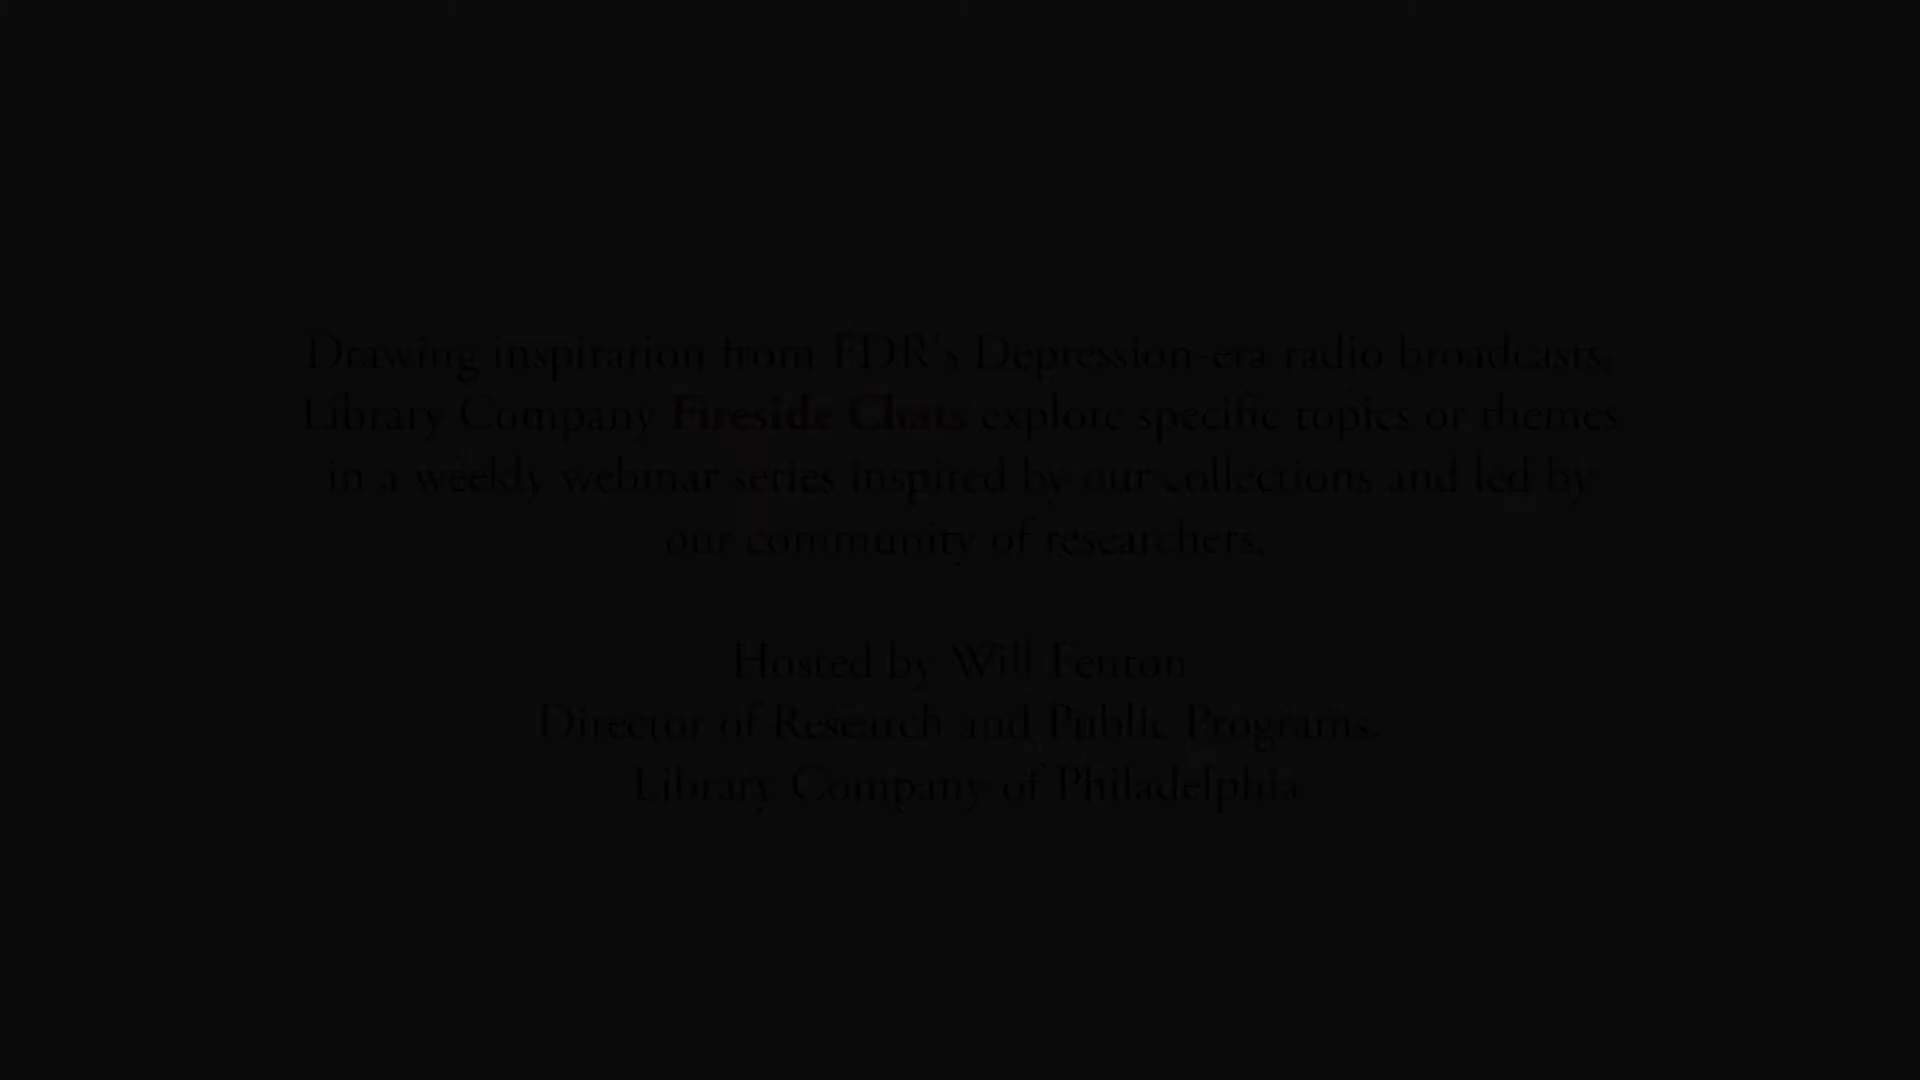 Drawing inspiration from FDR's Depression-era radio broadcasts,
Library Company Fireside Chats explore specific topics or themes
in a weekly webinar series inspired by our collections and led by
our community of researchers.
Hosted by Will Fenton
Director of Research and Public Programs,
Library Company of Philadelphia